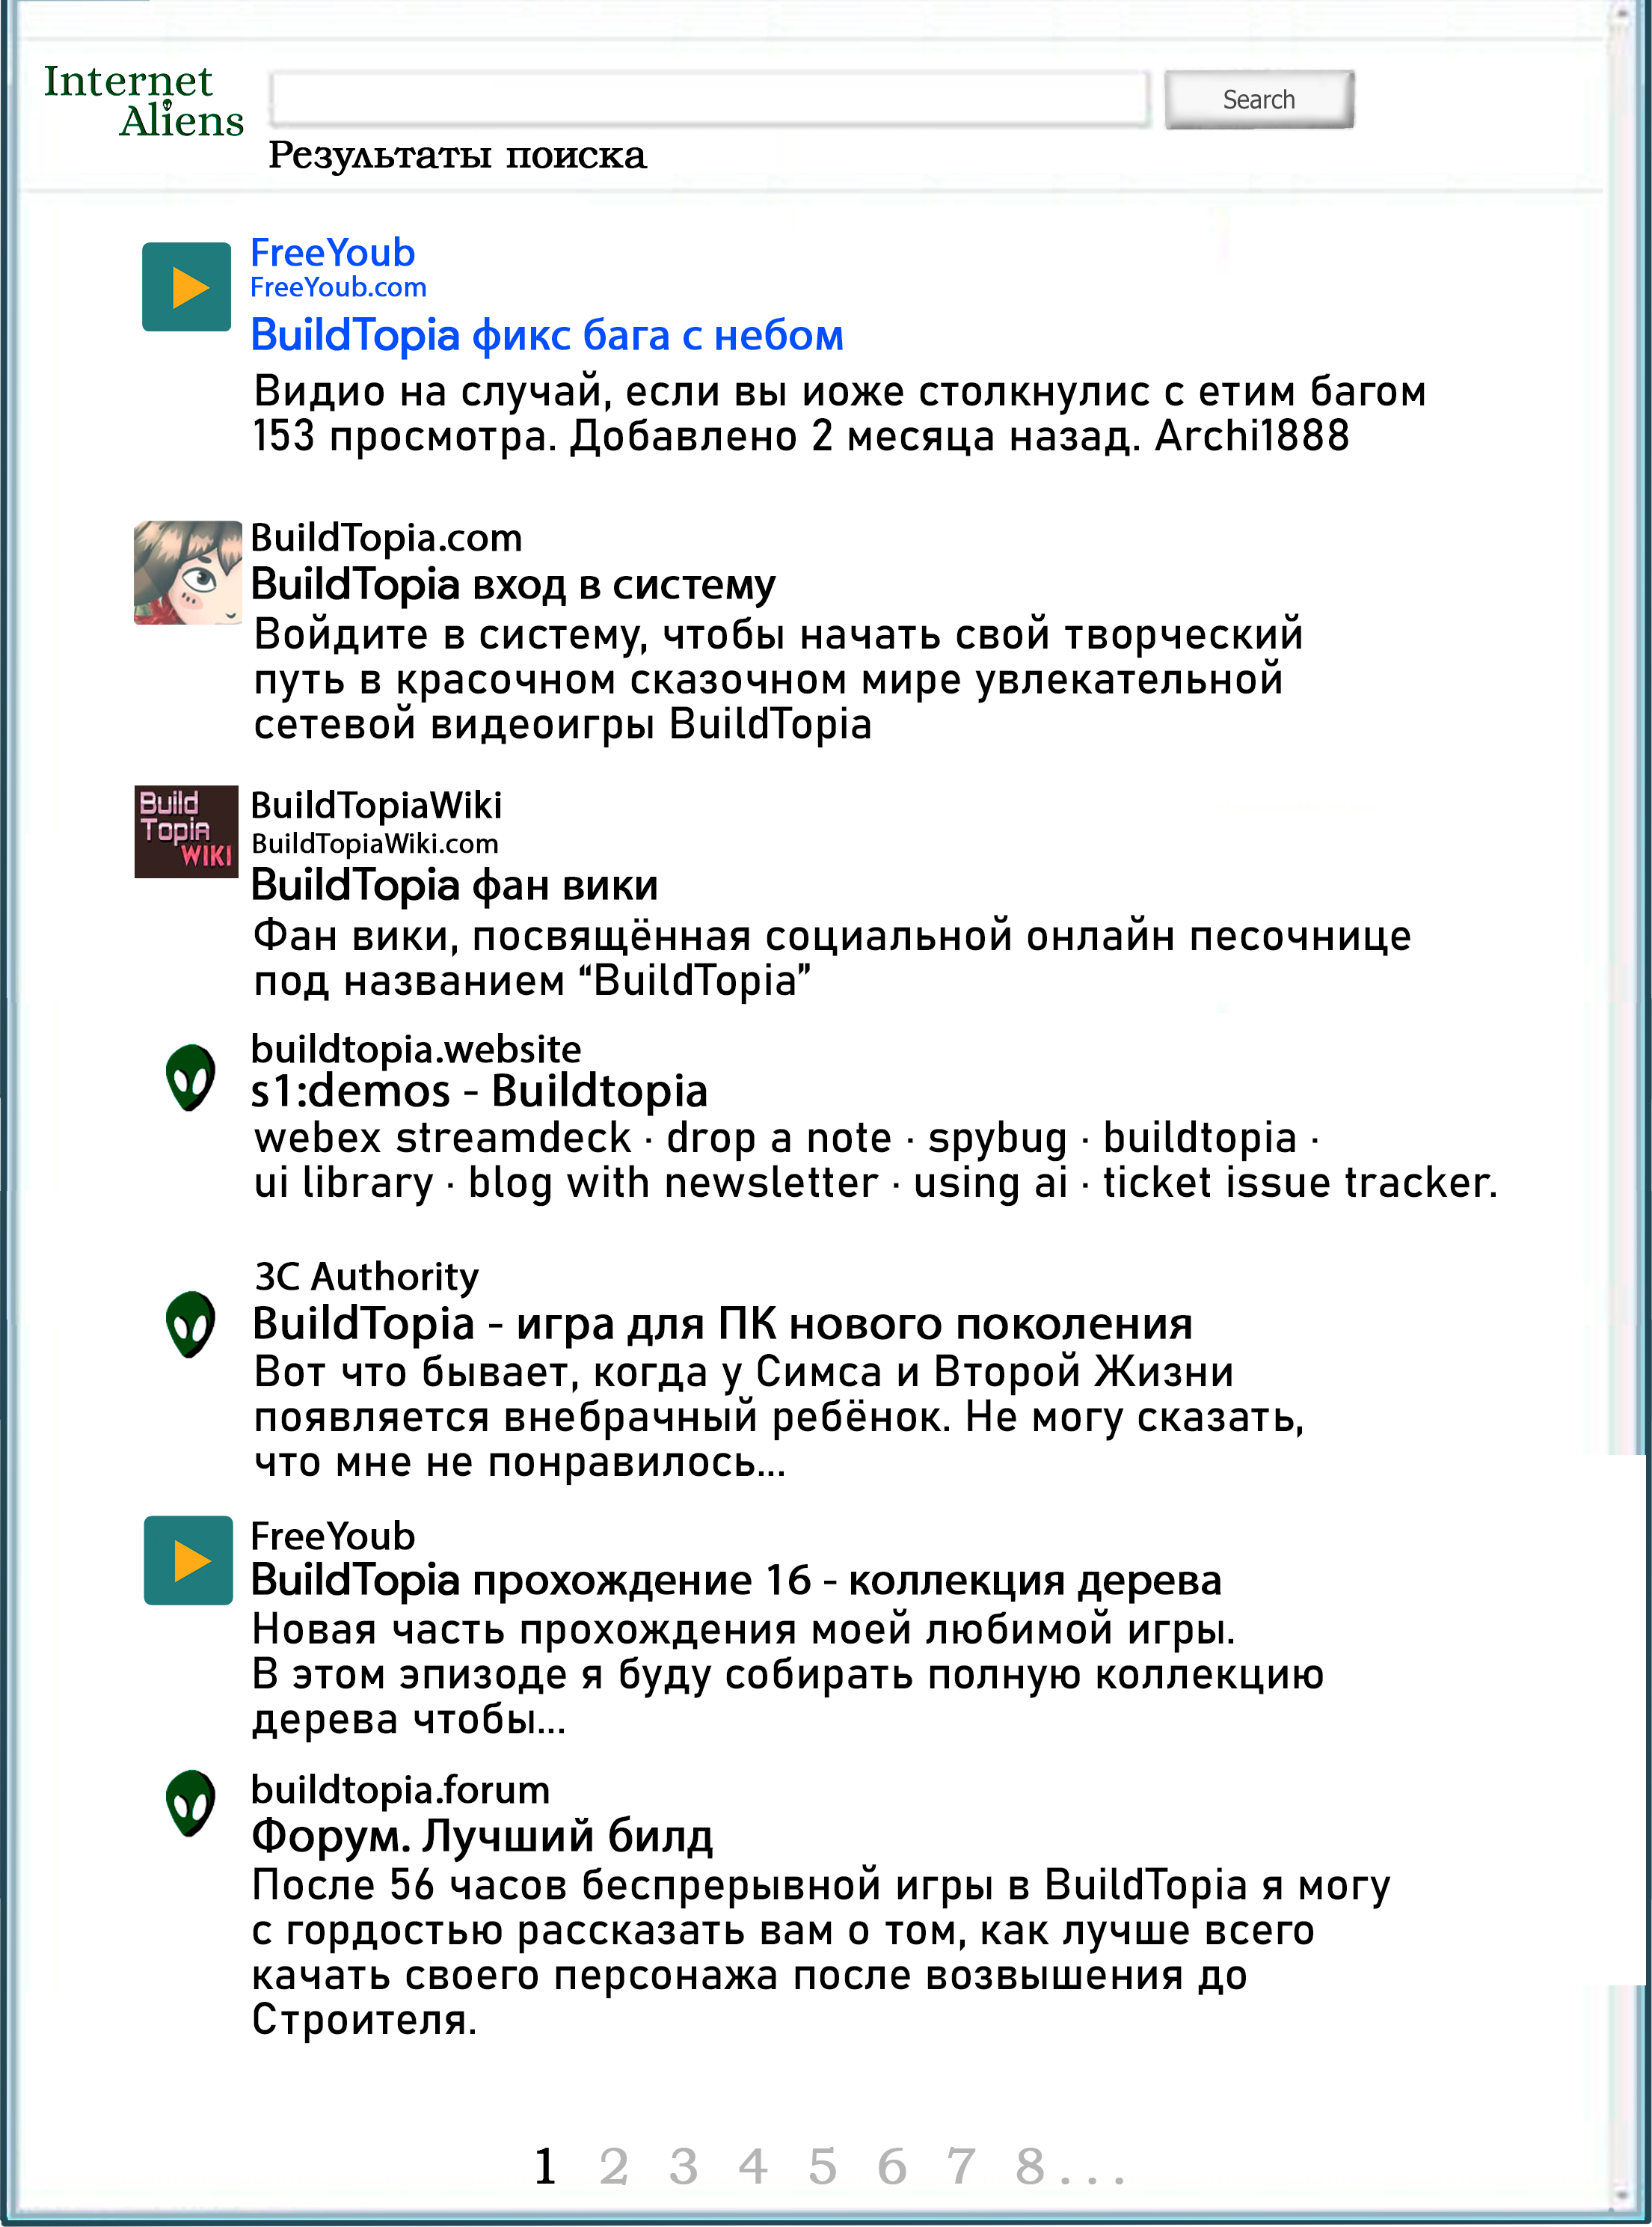 Internet
Aliens
Search
Результаты поиска
FreeYoub
FreeYoub.com
BuildTopia фикс бага с небом
Видио на случай, если вы иоже столкнулис с етим багом
153 просмотра. Добавлено 2 месяца назад. Archi1888
BuildTopia.com
BuildTopia вход в систему
Войдите в систему, чтобы начать свой творческий
путь в красочном сказочном мире увлекательной
сетевой видеоигры BuildTopia
Build
Topia
WIKI
BuildTopiaWiki
BuildTopiaWiki.com
BuildTopia фан вики
Фан вики, посвящённая социальной онлайн песочнице
под названием “BuildTopia”
buildtopia.website
s1:demos - Buildtopia
webex streamdeck · drop a note · spybug · buildtopia ·
ui library · blog with newsletter · using ai · ticket issue tracker.
3C Authority
BuildTopia - игра для ПК нового поколения
Вот что бывает, когда у Симса и Второй Жизни
появляется внебрачный ребёнок. Не могу сказать,
что мне не понравилось...
FreeYoub
BuildTopia прохождение 16 - коллекция дерева
Новая часть прохождения моей любимой игры.
В этом эпизоде я буду собирать полную коллекцию
дерева чтобы...
buildtopia.forum
Форум. Лучший билд
После 56 часов беспрерывной игры в BuildTopia я могу
с гордостью рассказать вам о том, как лучше всего
качать своего персонажа после возвышения до
Строителя.
1 2 3 4 5 6 7 8...